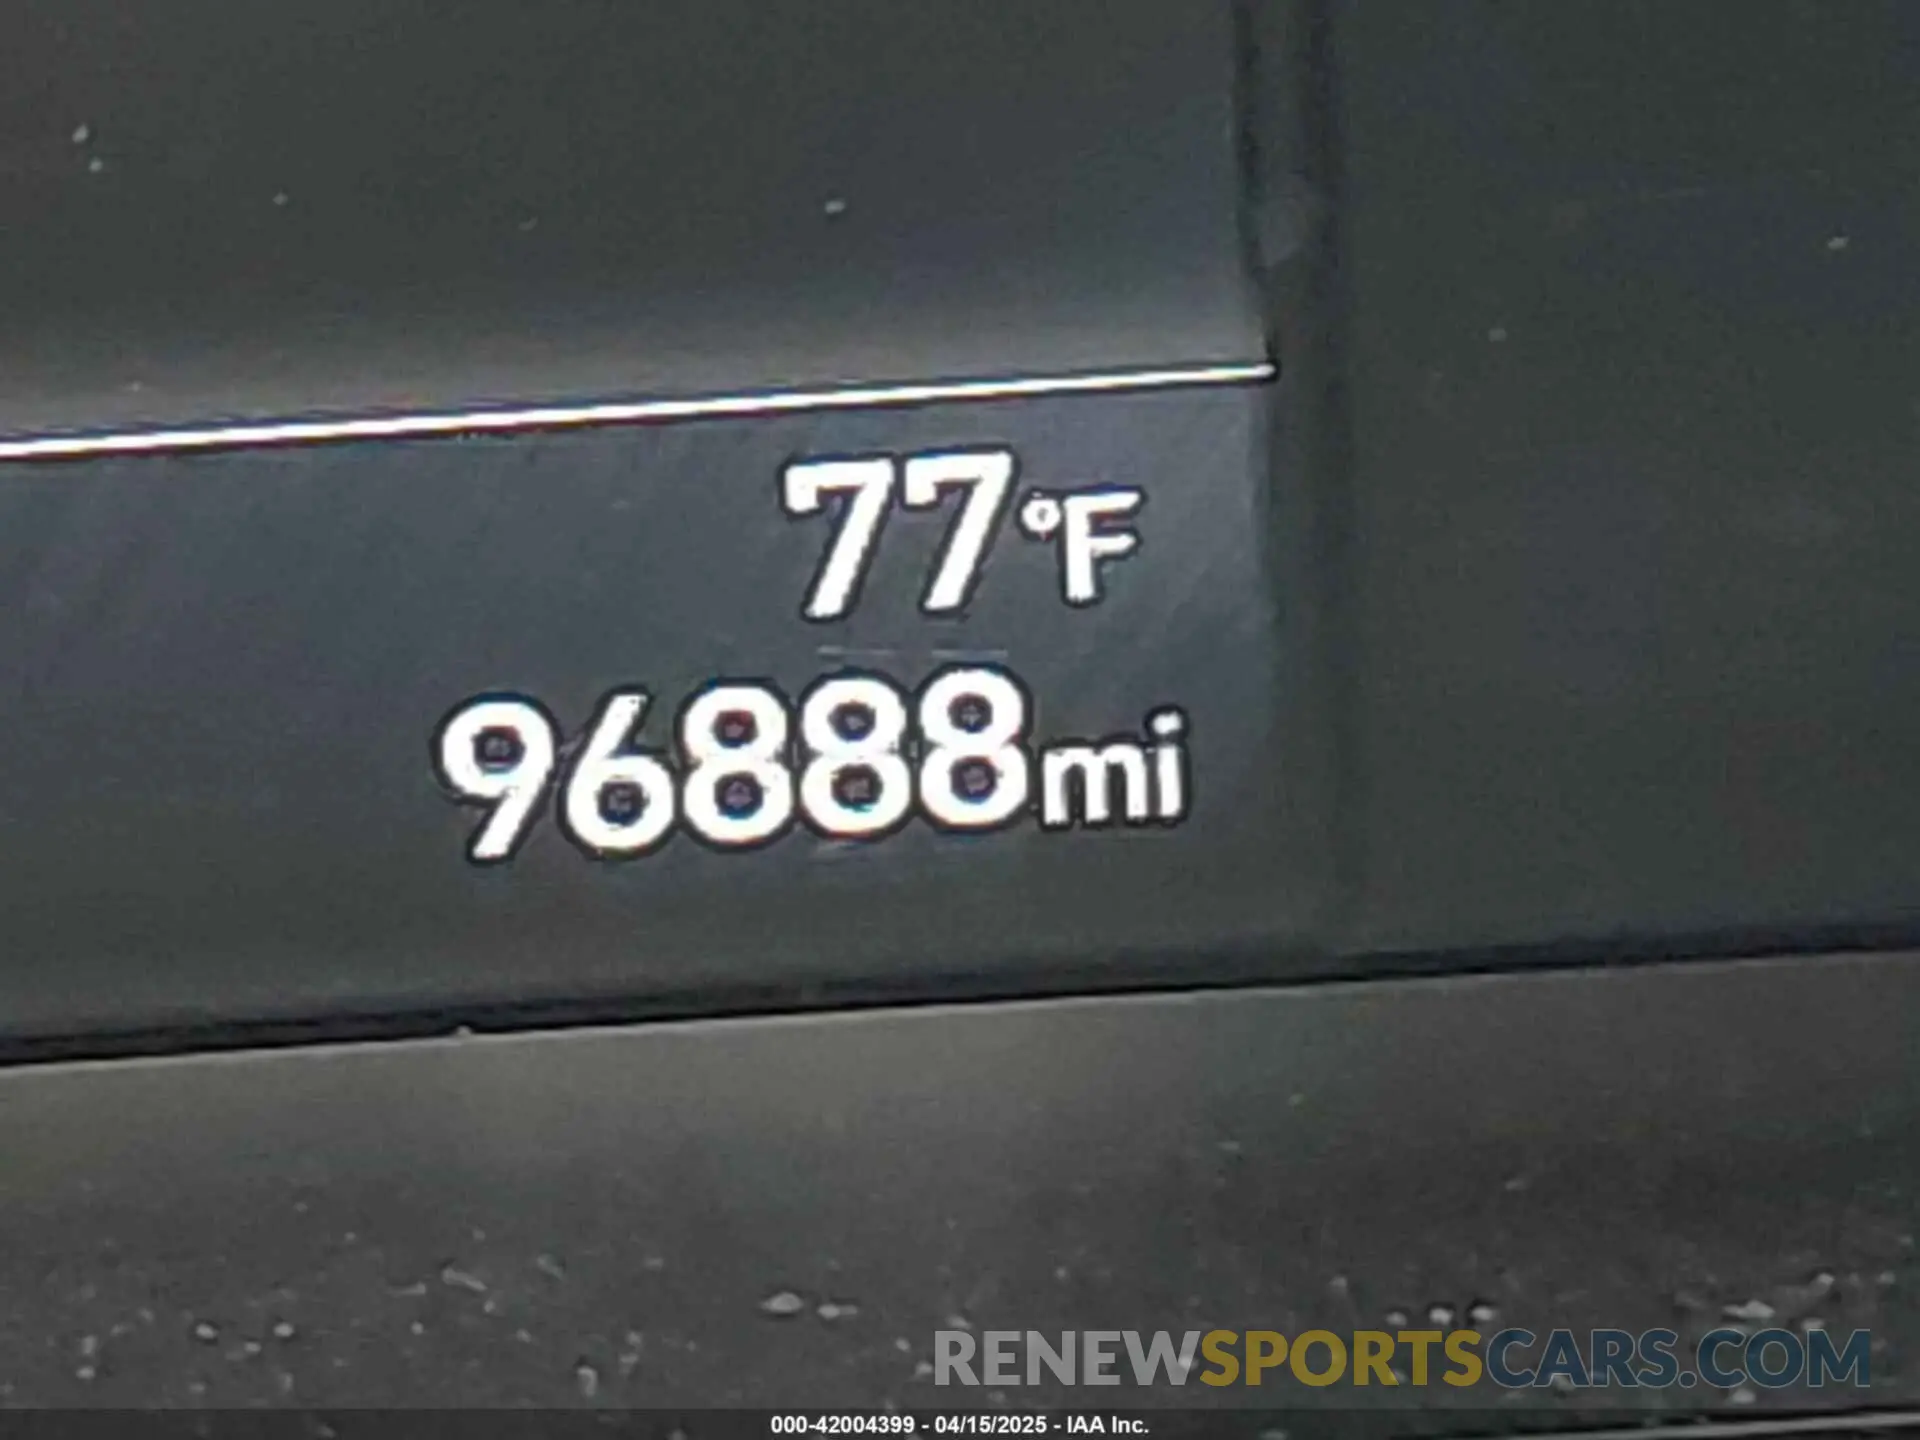 77°F
96888mi
RENEWSPORTSCARS.COM
000-42004399 - 04/15/2025 - IAA Inc.